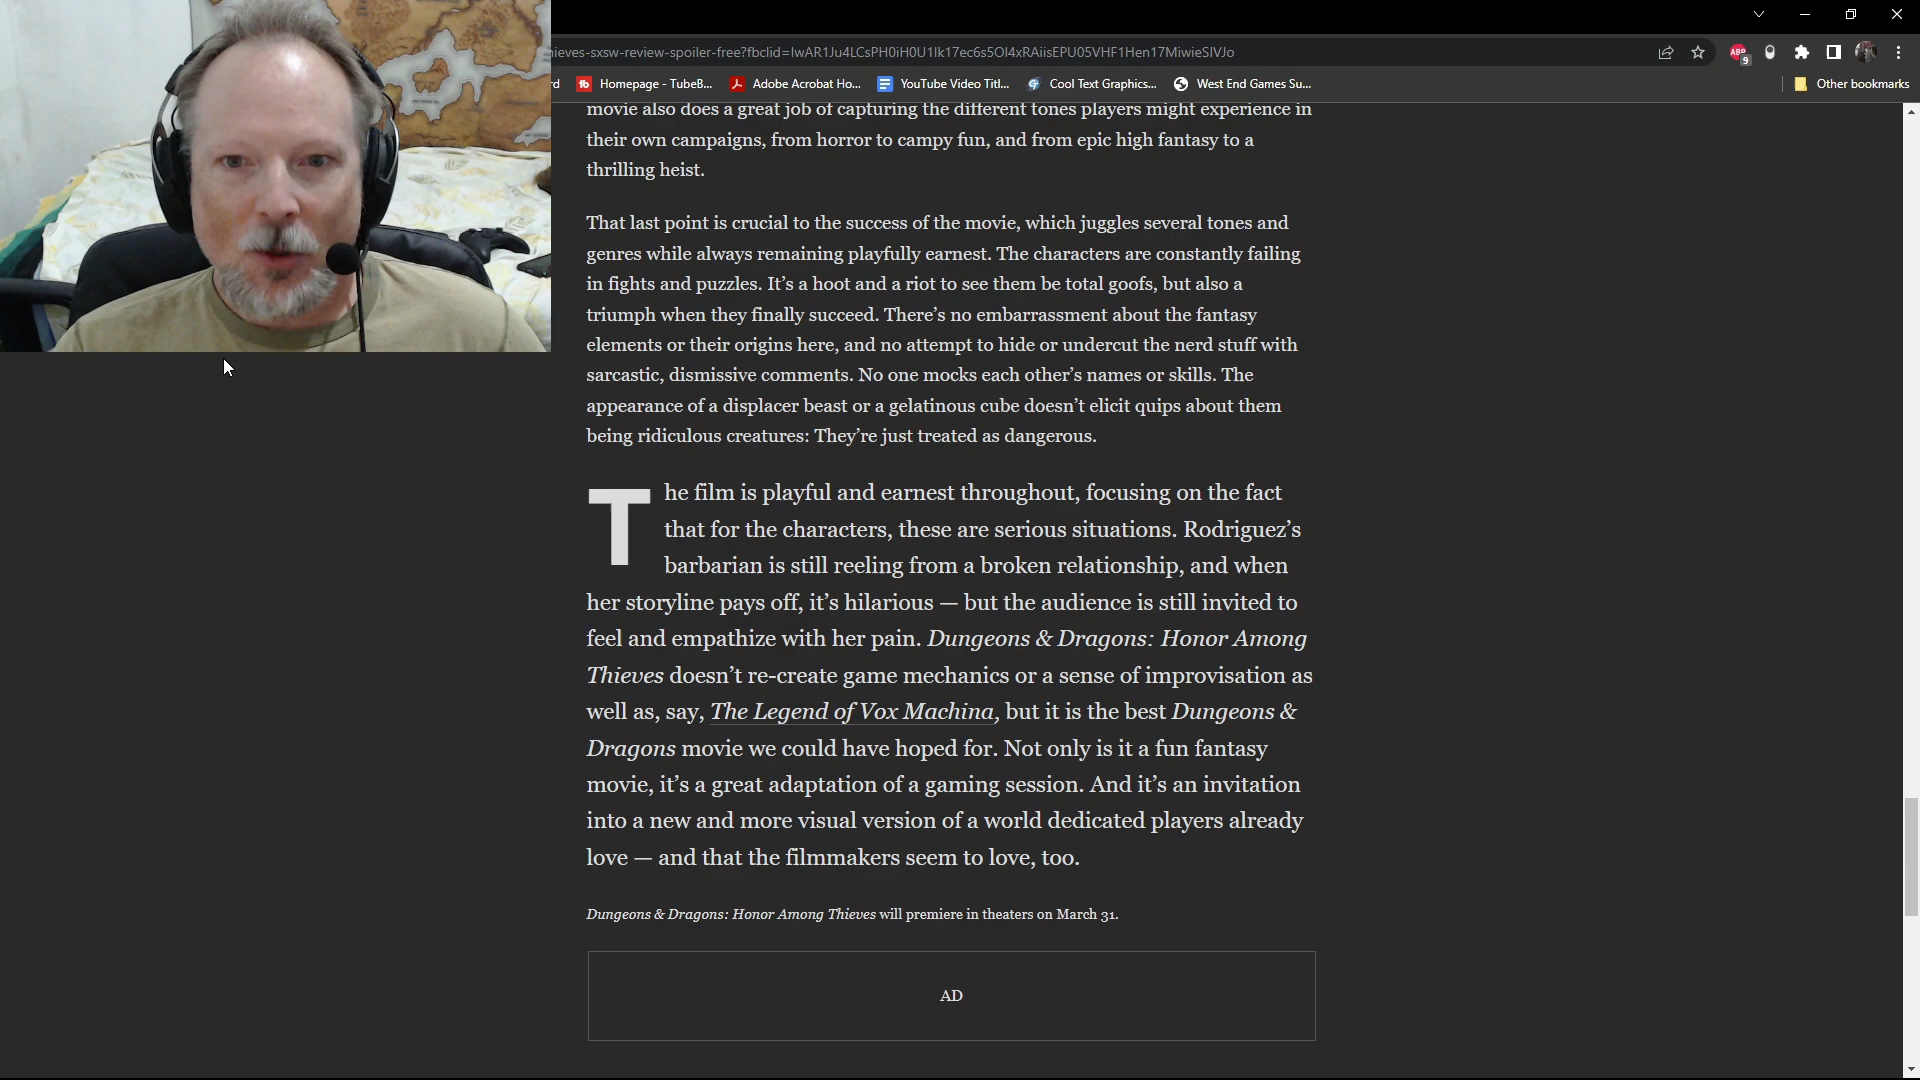 ieves-sxsw-review-spoiler-free?fbclid=IwAR1Ju4LCsPH0iH0U1Ik17ec6s5Ol4xRAiisEPU05VHF1Hen17MiwieSIVJo
ABP
9
d
tb
Homepage - TubeB...
Adobe Acrobat Ho...
YouTube Video Titl...
Cool Text Graphics...
West End Games Su...
Other bookmarks
movie also does a great job of capturing the different tones players might experience in
their own campaigns, from horror to campy fun, and from epic high fantasy to a
thrilling heist.
That last point is crucial to the success of the movie, which juggles several tones and
genres while always remaining playfully earnest. The characters are constantly failing
in fights and puzzles. It’s a hoot and a riot to see them be total goofs, but also a
triumph when they finally succeed. There’s no embarrassment about the fantasy
elements or their origins here, and no attempt to hide or undercut the nerd stuff with
sarcastic, dismissive comments. No one mocks each other’s names or skills. The
appearance of a displacer beast or a gelatinous cube doesn’t elicit quips about them
being ridiculous creatures: They’re just treated as dangerous.
The film is playful and earnest throughout, focusing on the fact
that for the characters, these are serious situations. Rodriguez’s
barbarian is still reeling from a broken relationship, and when
her storyline pays off, it’s hilarious — but the audience is still invited to
feel and empathize with her pain. Dungeons & Dragons: Honor Among
Thieves doesn’t re-create game mechanics or a sense of improvisation as
well as, say, The Legend of Vox Machina, but it is the best Dungeons &
Dragons movie we could have hoped for. Not only is it a fun fantasy
movie, it’s a great adaptation of a gaming session. And it’s an invitation
into a new and more visual version of a world dedicated players already
love — and that the filmmakers seem to love, too.
Dungeons & Dragons: Honor Among Thieves will premiere in theaters on March 31.
AD